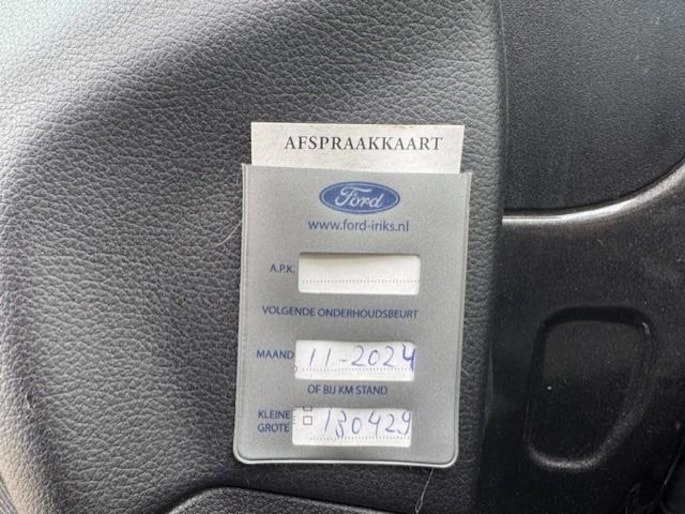 AFSPRAAKKAART
Ford
www.ford-iriks.nl
A.P.K.
VOLGENDE ONDERHOUDSBEURT
MAAND 11-2024
OF BIJ KM STAND
KLEINE
GROTE 130429